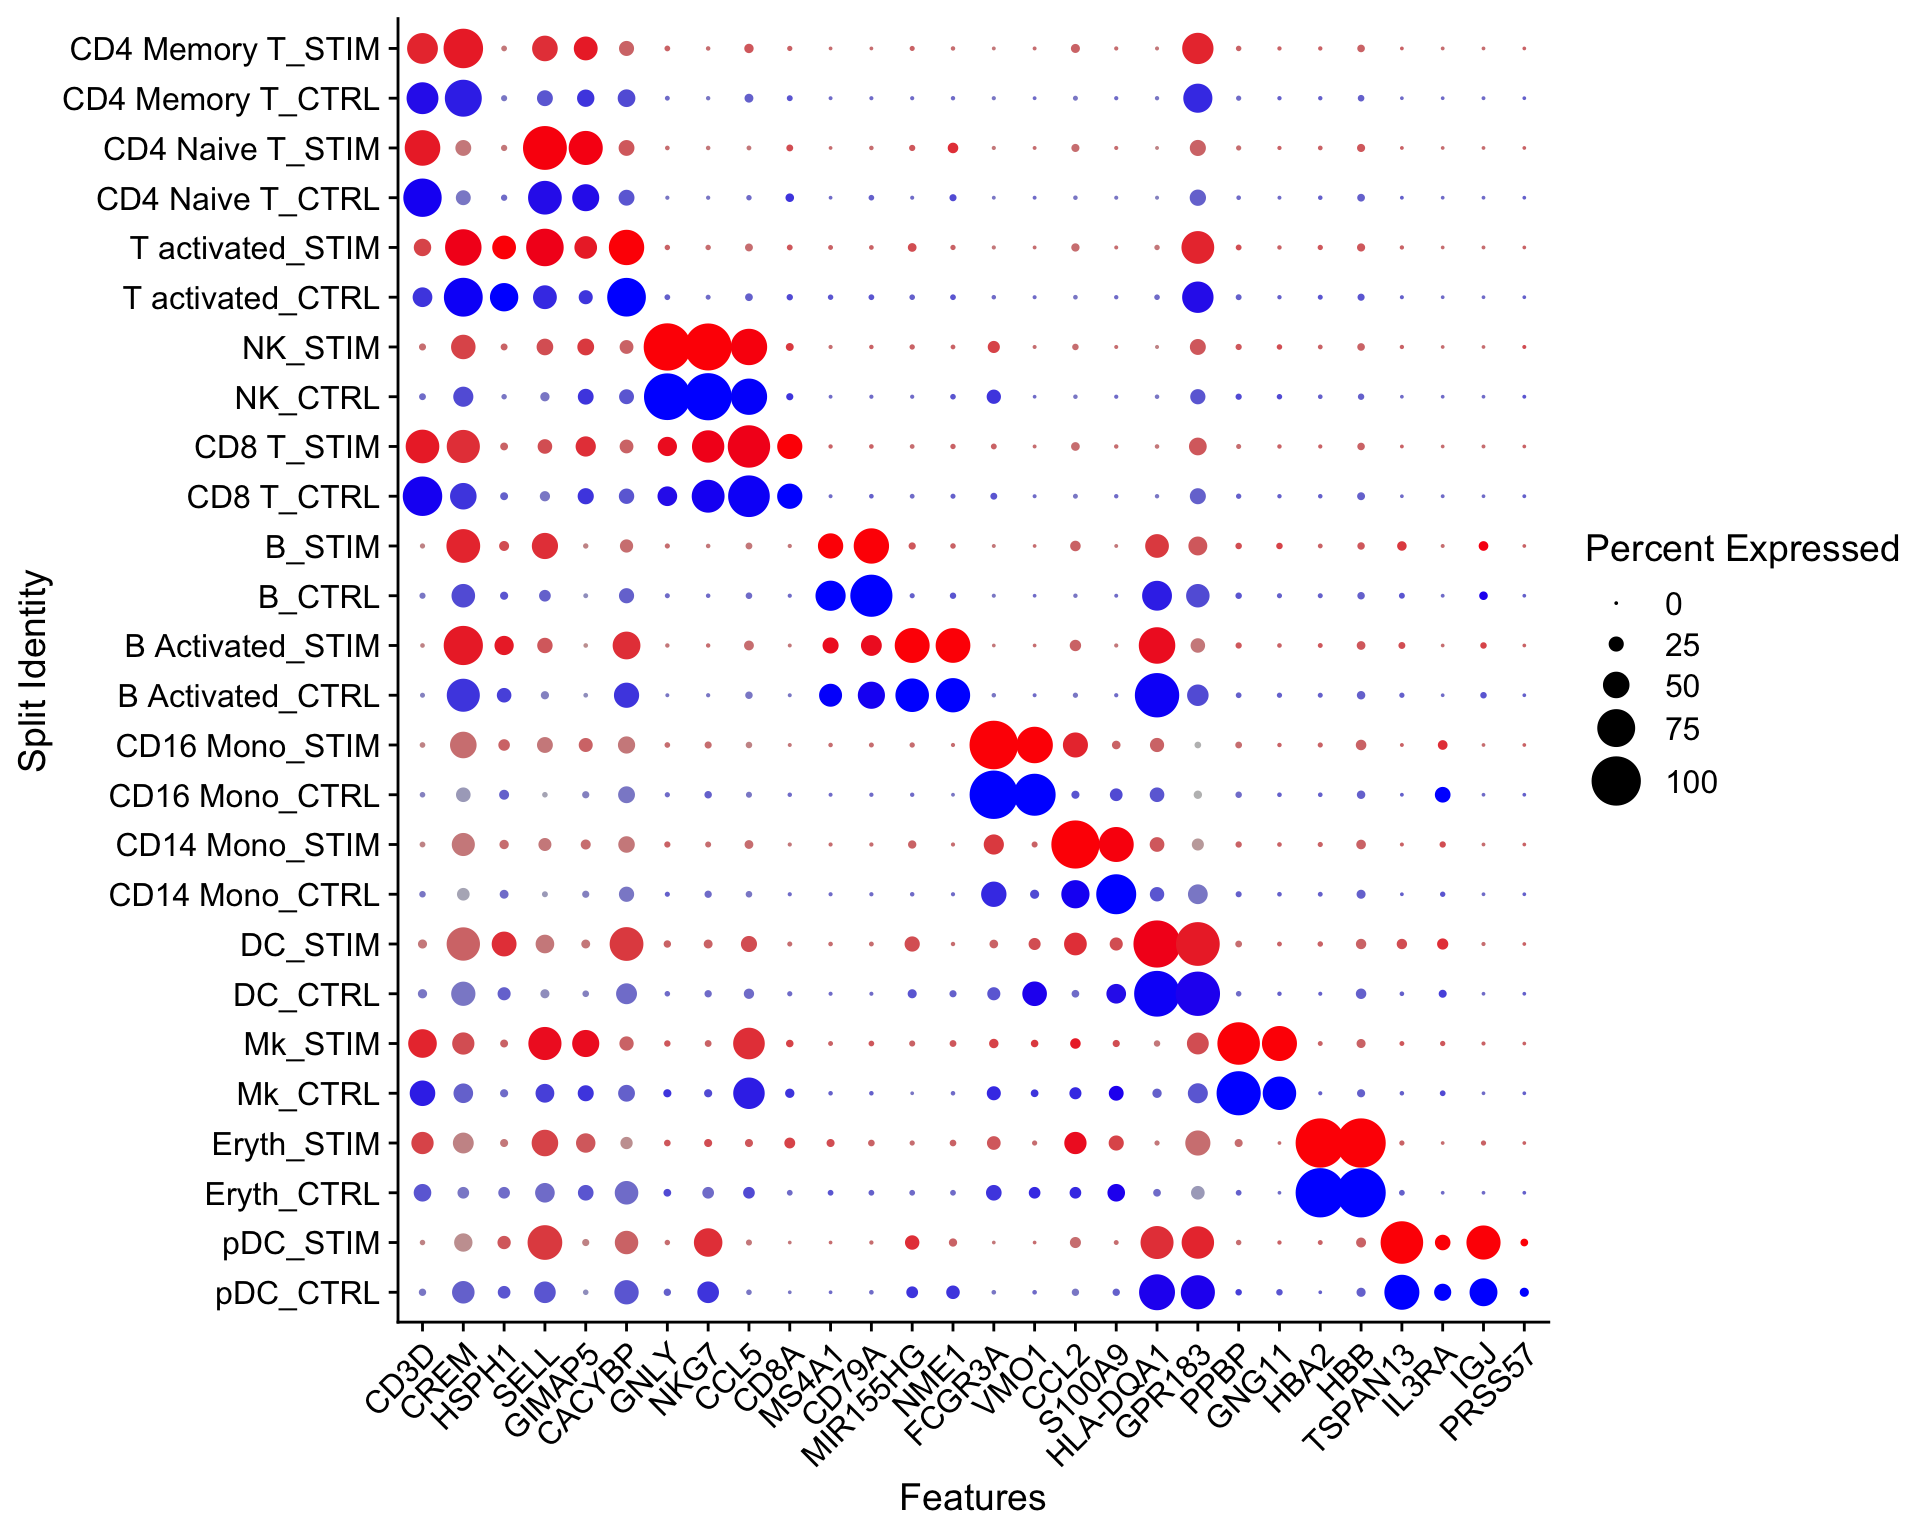 CD4 Memory T_STIM
CD4 Memory T_CTRL
CD4 Naive T_STIM
CD4 Naive T_CTRL
T activated_STIM
T activated_CTRL
NK_STIM
NK_CTRL
CD8 T_STIM
CD8 T_CTRL
B_STIM
B_CTRL
B Activated_STIM
B Activated_CTRL
CD16 Mono_STIM
CD16 Mono_CTRL
CD14 Mono_STIM
CD14 Mono_CTRL
DC_STIM
DC_CTRL
Mk_STIM
Mk_CTRL
Eryth_STIM
Eryth_CTRL
pDC_STIM
pDC_CTRL
Split Identity
CD3D
CREM
HSPH1
SELL
GIMAP5
CACYBP
GNLY
NKG7
CCL5
CD8A
MS4A1
CD79A
MIR155HG
NME1
FCGR3A
VMO1
CCL2
S100A9
HLA-DQA1
GPR183
PPBP
GNG11
HBA2
HBB
TSPAN13
IL3RA
IGJ
PRSS57
Features
Percent Expressed
0
25
50
75
100